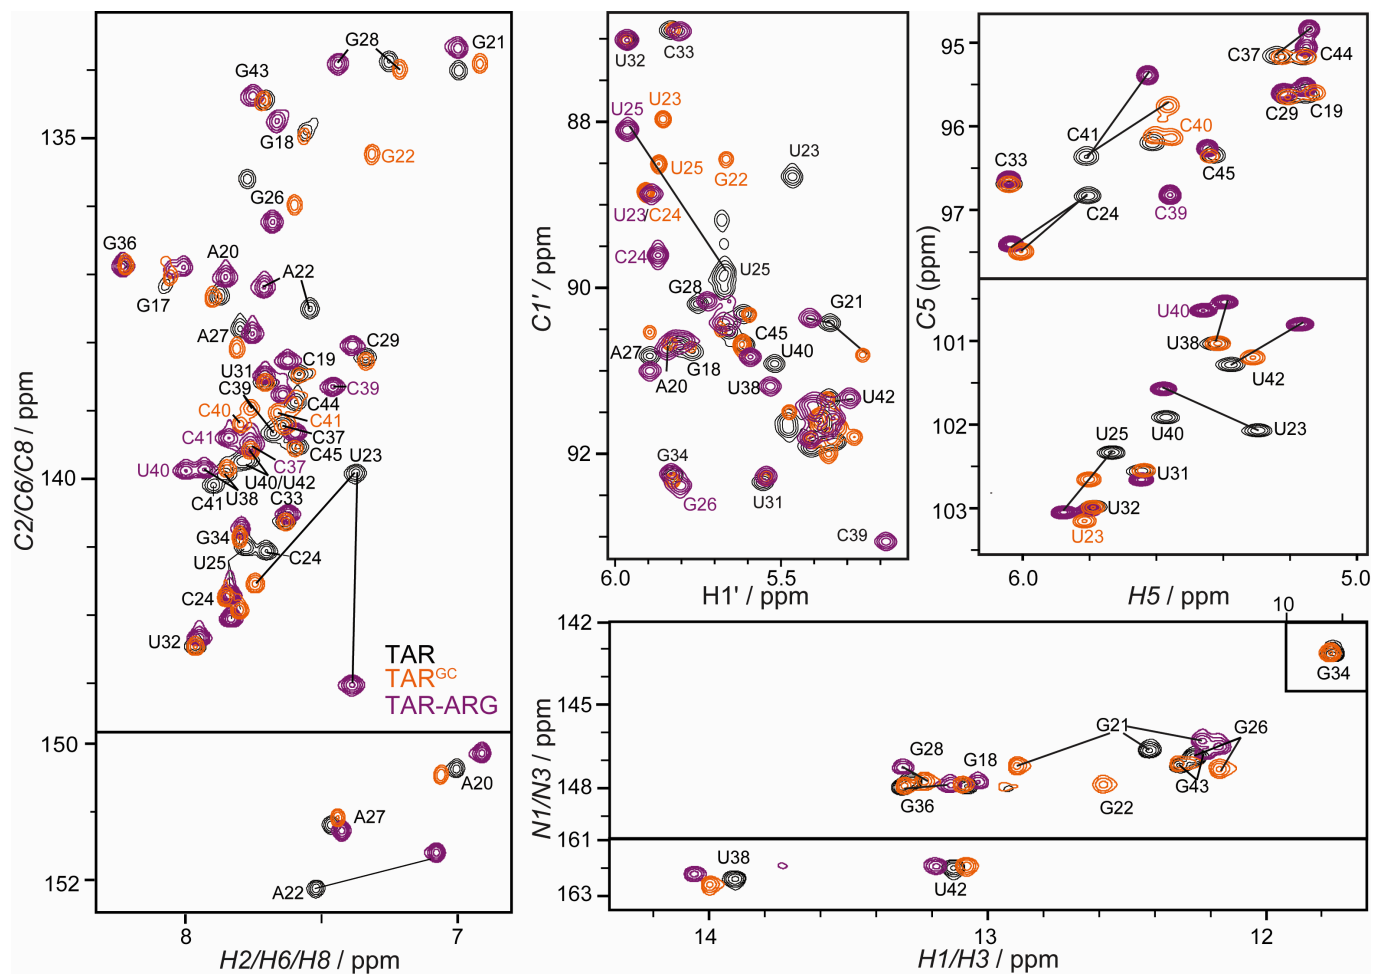 G28
G21
G43
G18
G22
G26
G36
A20
A22
G17
A27
C29
C19
U31
C39
C39
C40
C44
C41
C41
C37
C45
U23
C37
U40
U40/U42
U38
C41
C33
G34
U25
C24
C24
U32
TAR
TARGC
TAR-ARG
A20
A27
A22
135
140
150
152
8
7
C2/C6/C8 / ppm
H2/H6/H8 / ppm
U32
C33
U25
U23
U25
G22
U23
U23/C24
C24
U25
G28
G21
C45
A27
G18
U40
A20
U38
U42
G34
G26
U31
C39
88
90
92
6.0
5.5
C1' / ppm
H1' / ppm
C37
C44
C29
C19
C41
C40
C33
C45
C24
C39
U40
U38
U42
U23
U25
U40
U31
U32
U23
95
96
97
101
102
103
6.0
5.0
C5 (ppm)
H5 / ppm
10
G34
G21
G26
G28
G18
G36
G43
G22
U38
U42
142
145
148
161
163
14
13
12
N1/N3 / ppm
H1/H3 / ppm